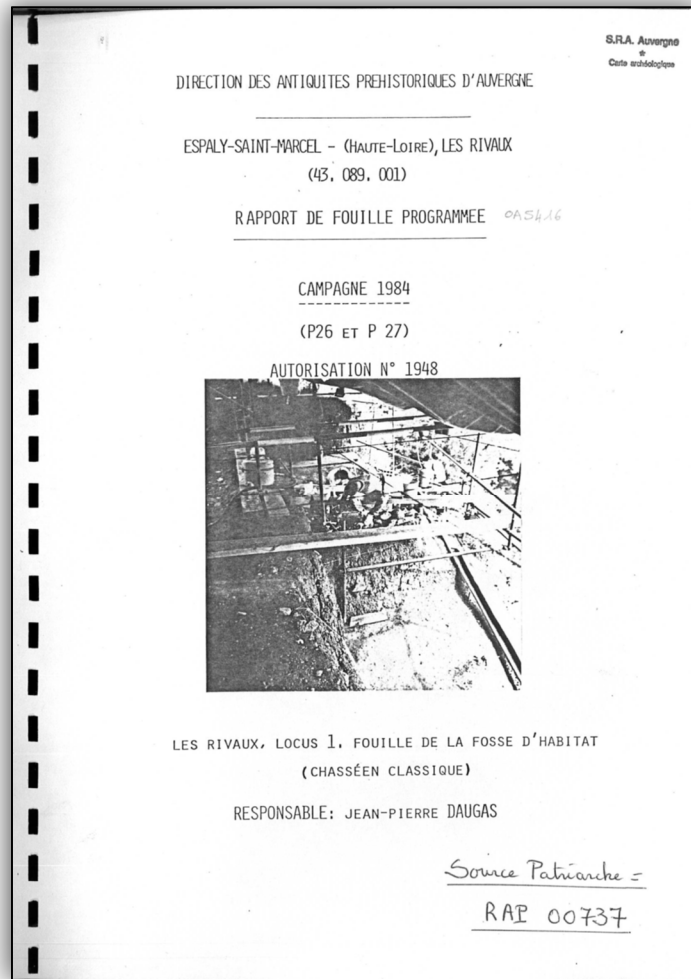 S.R.A. Auvergne
*
Carte archéologique
DIRECTION DES ANTIQUITES PREHISTORIQUES D'AUVERGNE
ESPALY-SAINT-MARCEL - (HAUTE-LOIRE), LES RIVAUX
(43. 089. 001)
RAPPORT DE FOUILLE PROGRAMMEE OA5416
CAMPAGNE 1984
(P26 ET P 27)
AUTORISATION N° 1948
LES RIVAUX, LOCUS 1. FOUILLE DE LA FOSSE D'HABITAT
(CHASSÉEN CLASSIQUE)
RESPONSABLE: JEAN-PIERRE DAUGAS
Source Patriarche =
RAP 00737